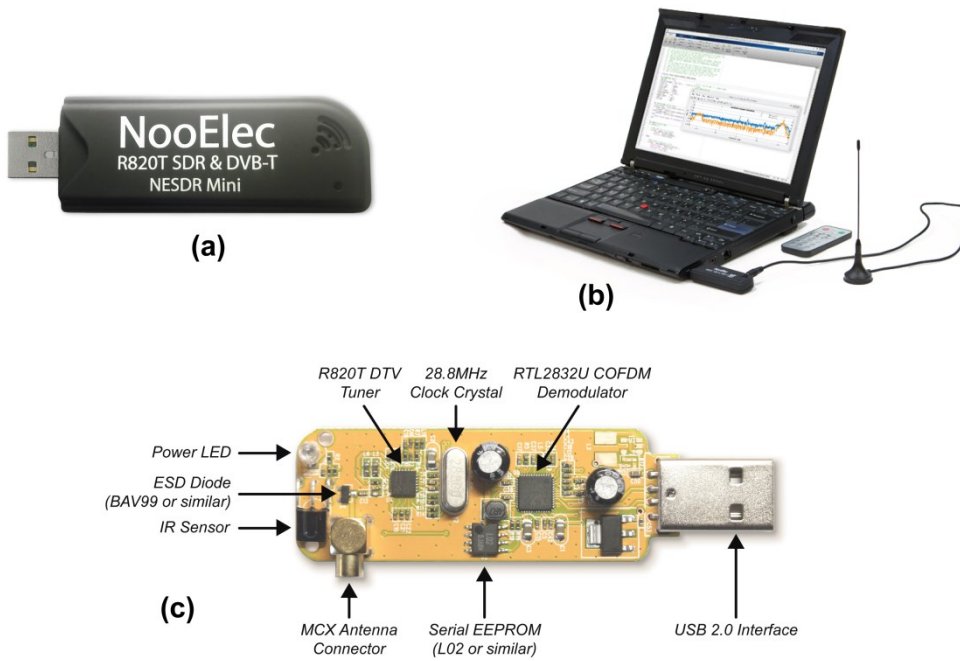 NooElec
R820T SDR & DVB-T
NESDR Mini
(a)
(b)
R820T DTV
Tuner
28.8MHz
Clock Crystal
RTL2832U COFDM
Demodulator
Power LED
ESD Diode
(BAV99 or similar)
IR Sensor
(c)
MCX Antenna
Connector
Serial EEPROM
(L02 or similar)
USB 2.0 Interface